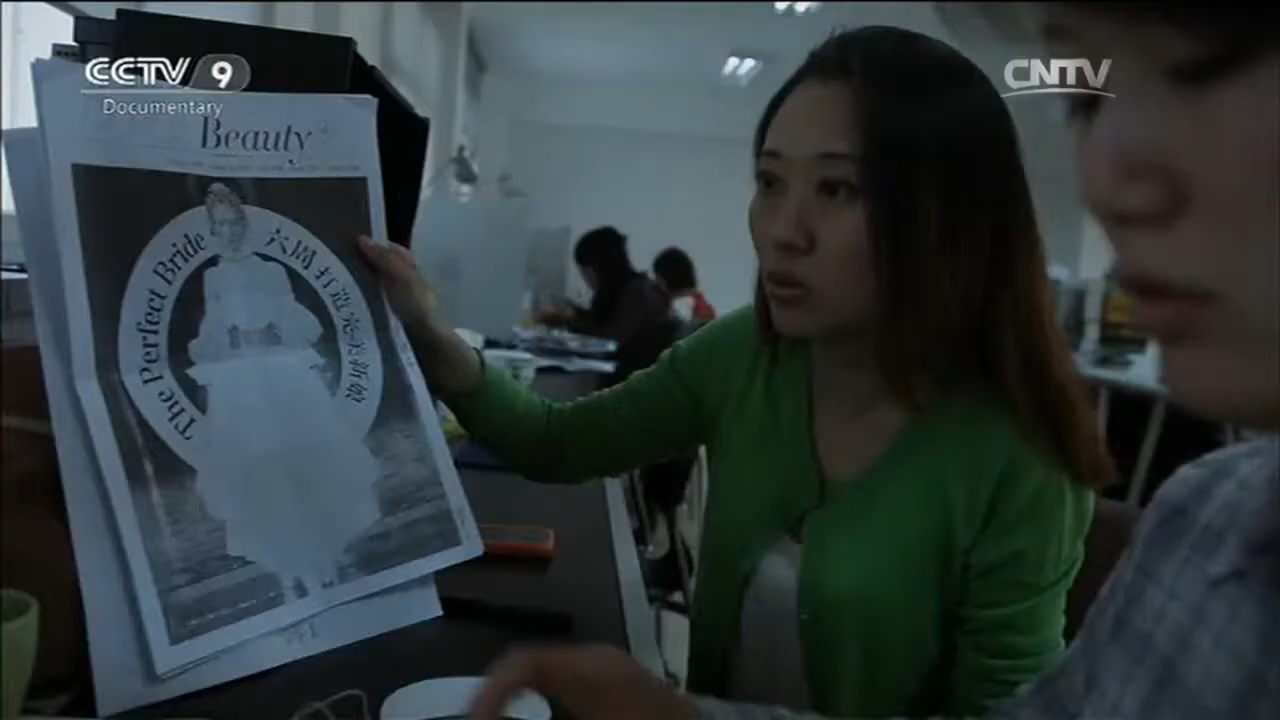 CCTV 9
Documentary
CNTV
Beauty
The Perfect Bride
六周打造完美新娘